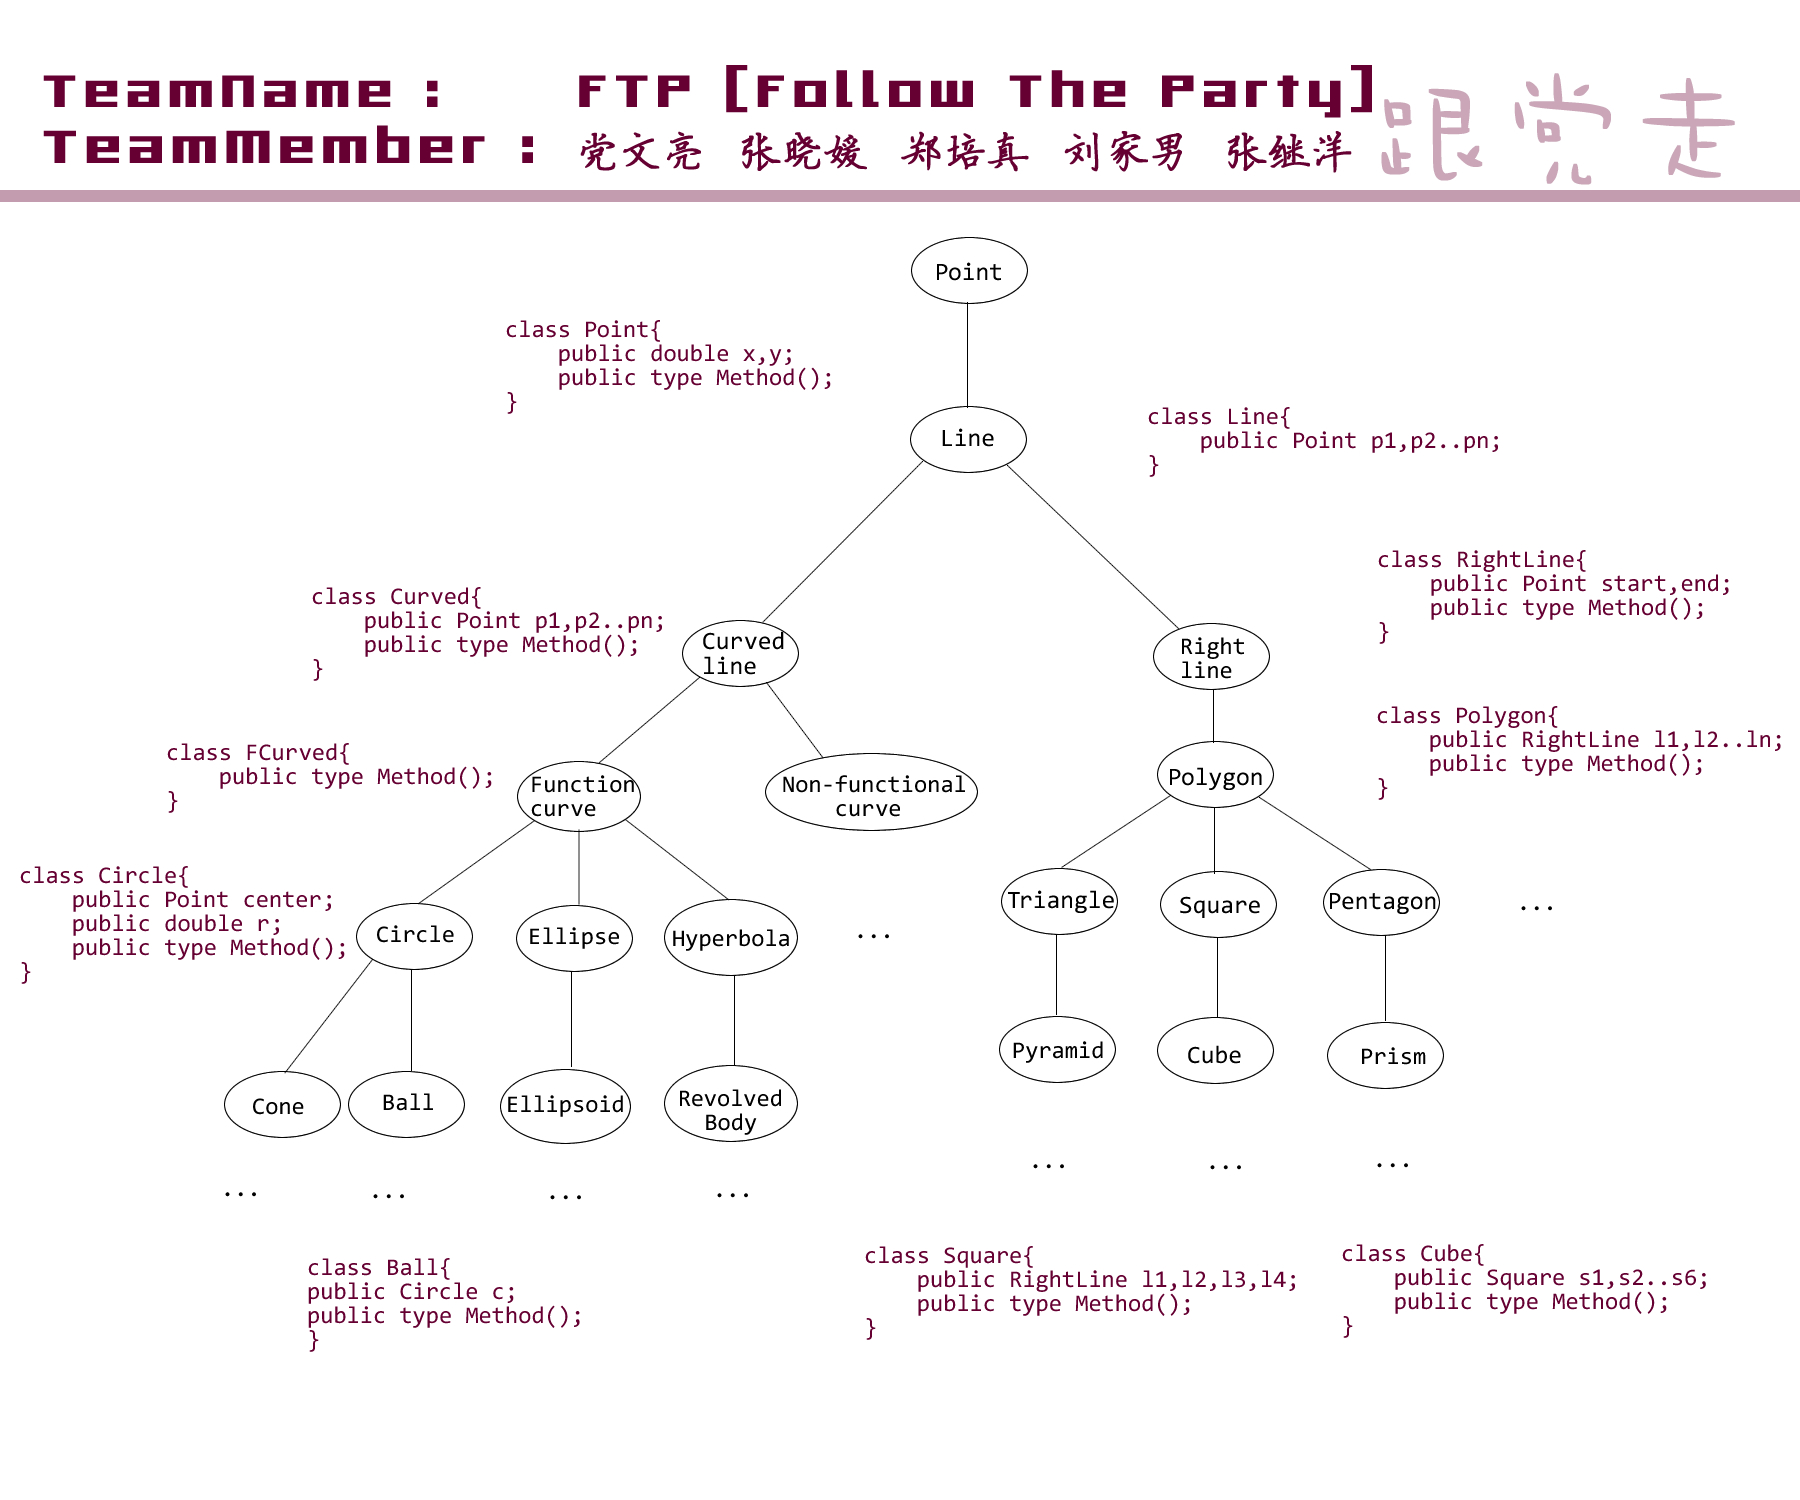 TeamName :    FTP [Follow The Party]
TeamMember : 党文亮 张晓媛 郑培真 刘家男 张继洋
跟党走
Point
class Point{
    public double x,y;
    public type Method();
}
Line
class Line{
    public Point p1,p2..pn;
}
class Curved{
    public Point p1,p2..pn;
    public type Method();
}
Curved
line
Right
line
class RightLine{
    public Point start,end;
    public type Method();
}
class FCurved{
    public type Method();
}
Function
curve
Non-functional
curve
Polygon
class Polygon{
    public RightLine l1,l2..ln;
    public type Method();
}
class Circle{
    public Point center;
    public double r;
    public type Method();
}
Circle
Ellipse
Hyperbola
...
Triangle
Square
Pentagon
...
Cone
Ball
Ellipsoid
Revolved
Body
Pyramid
Cube
Prism
... ... ... ...
... ... ...
class Ball{
public Circle c;
public type Method();
}
class Square{
    public RightLine l1,l2,l3,l4;
    public type Method();
}
class Cube{
    public Square s1,s2..s6;
    public type Method();
}